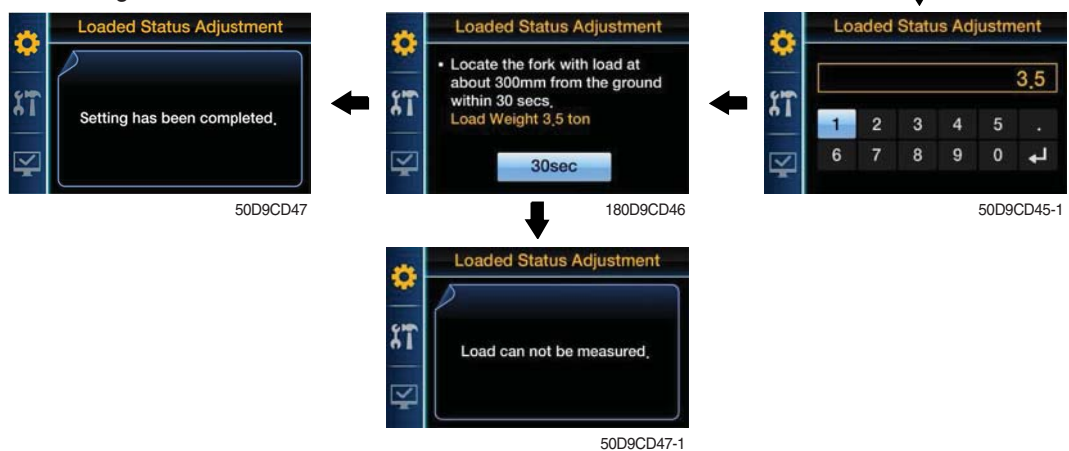 Loaded Status Adjustment
Setting has been completed.
50D9CD47
Loaded Status Adjustment
• Locate the fork with load at
about 300mm from the ground
within 30 secs.
Load Weight 3.5 ton
30sec
180D9CD46
Loaded Status Adjustment
3.5
1 2 3 4 5 .
6 7 8 9 0 ↵
50D9CD45-1
Loaded Status Adjustment
Load can not be measured.
50D9CD47-1